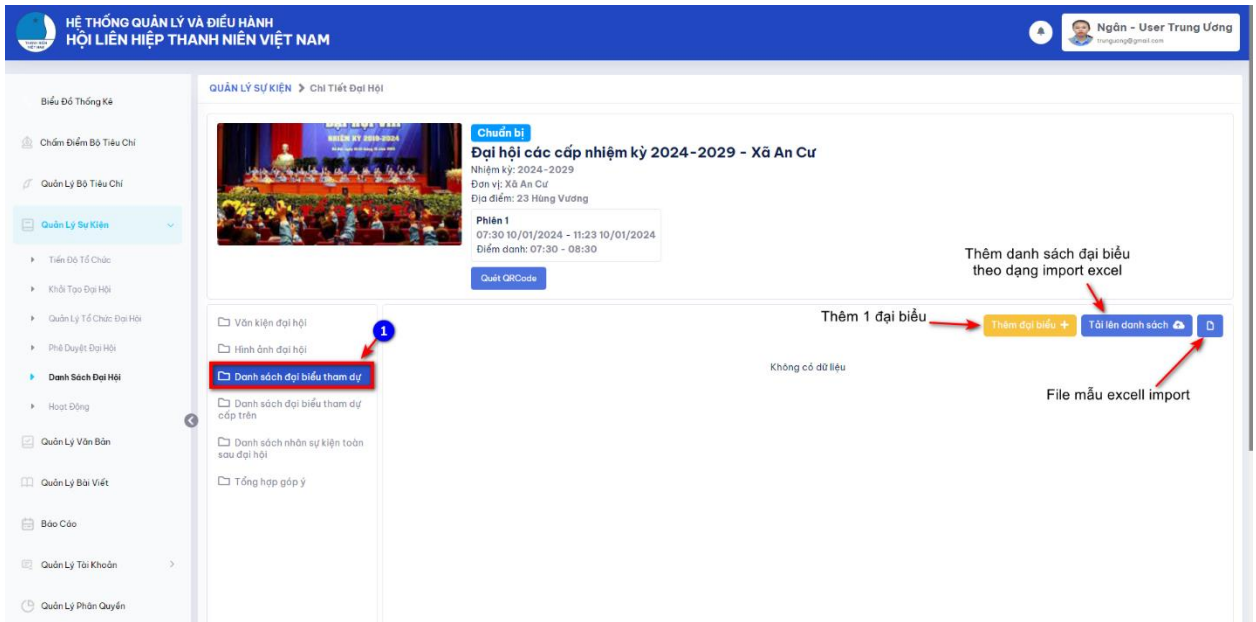 HỆ THỐNG QUẢN LÝ VÀ ĐIỀU HÀNH
HỘI LIÊN HIỆP THANH NIÊN VIỆT NAM
Ngân - User Trung Ương
trunguong@gmail.com
Biểu Đồ Thống Kê
Chấm Điểm Bộ Tiêu Chí
Quản Lý Bộ Tiêu Chí
Quản Lý Sự Kiện
Tiến Độ Tổ Chức
Khởi Tạo Đại Hội
Quản Lý Tổ Chức Đại Hội
Phê Duyệt Đại Hội
Danh Sách Đại Hội
Hoạt Động
Quản Lý Văn Bản
Quản Lý Bài Viết
Báo Cáo
Quản Lý Tài Khoản
Quản Lý Phân Quyền
QUẢN LÝ SỰ KIỆN > Chi Tiết Đại Hội
ĐẠI HỘI VIII
NHIỆM KỲ 2019-2024
Chuẩn bị
Đại hội các cấp nhiệm kỳ 2024-2029 - Xã An Cư
Nhiệm kỳ: 2024-2029
Đơn vị: Xã An Cư
Địa điểm: 23 Hùng Vương
Phiên 1
07:30 10/01/2024 - 11:23 10/01/2024
Điểm danh: 07:30 - 08:30
Quét QRCode
Thêm danh sách đại biểu
theo dạng import excel
Văn kiện đại hội
Hình ảnh đại hội
1
Danh sách đại biểu tham dự
Danh sách đại biểu tham dự
cấp trên
Danh sách nhân sự kiện toàn
sau đại hội
Tổng hợp góp ý
Thêm 1 đại biểu
Thêm đại biểu +
Tải lên danh sách
Không có dữ liệu
File mẫu excell import